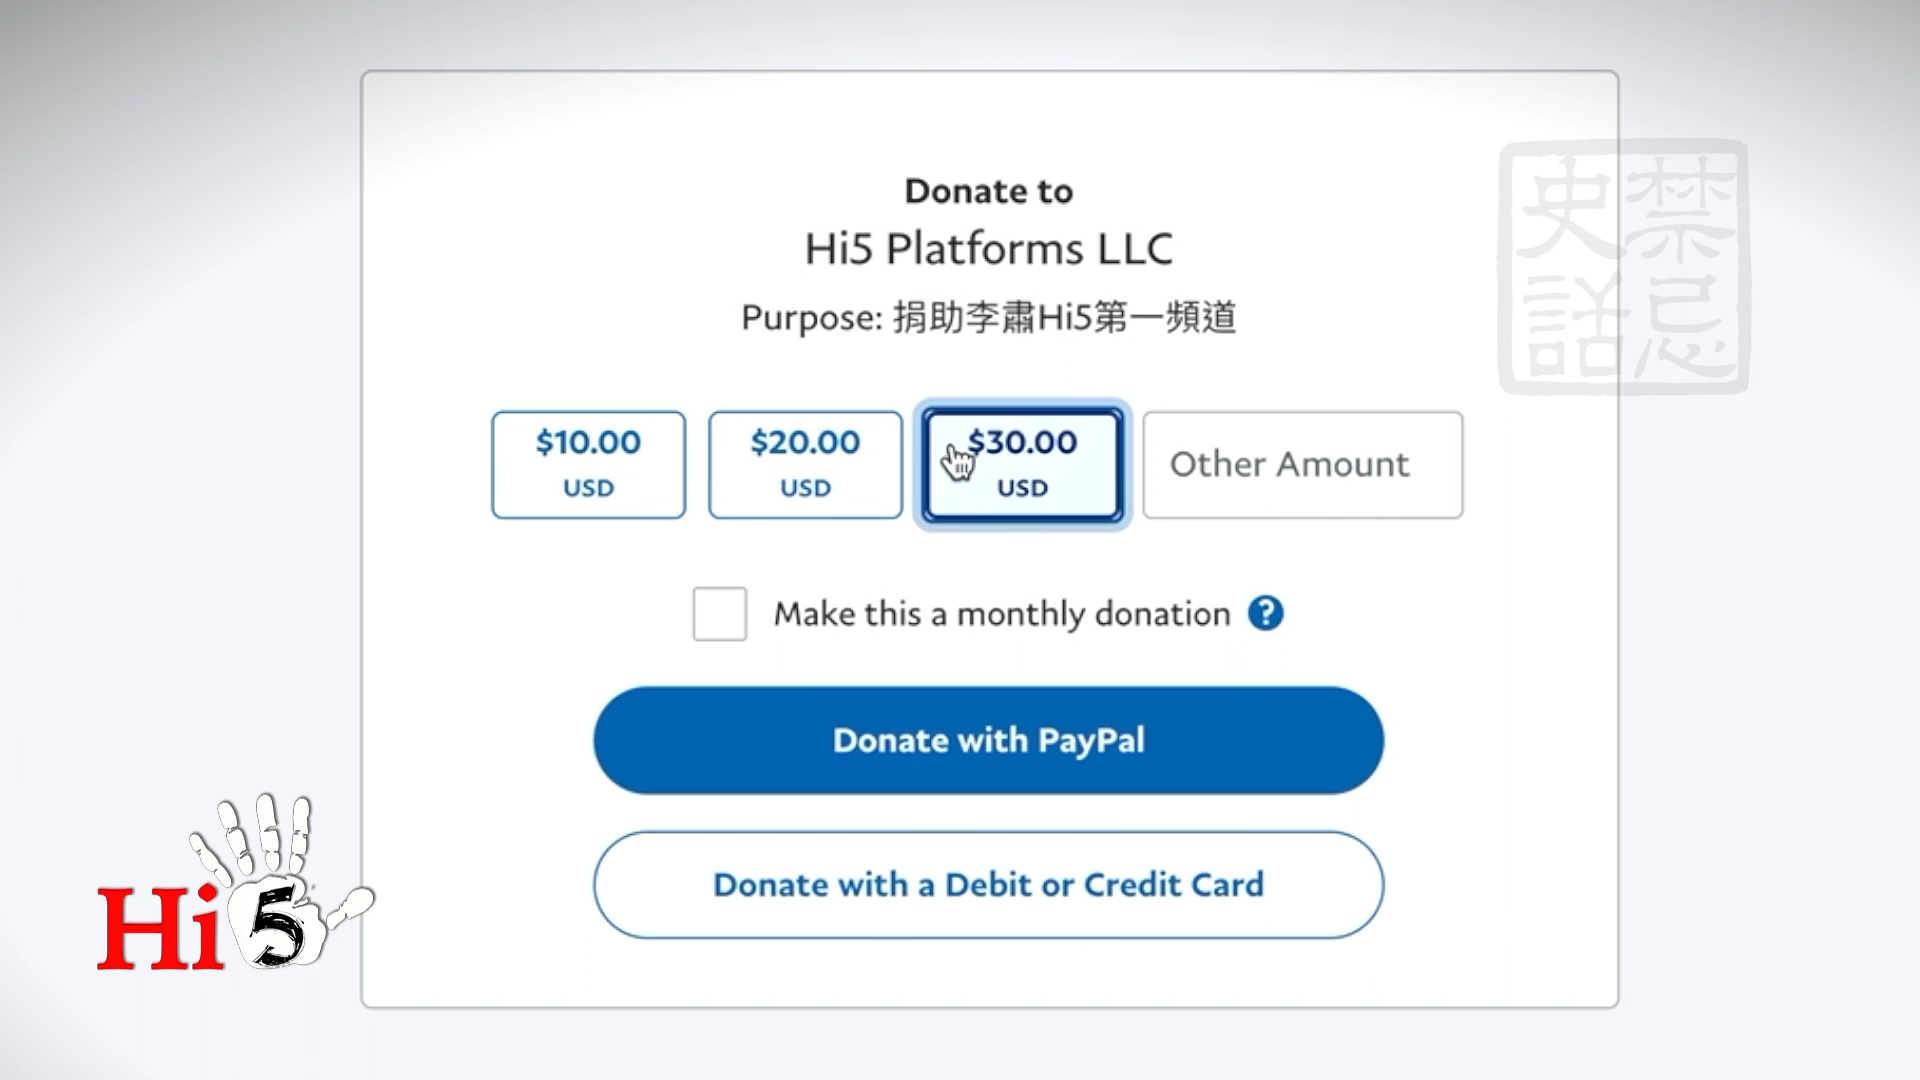 Donate to
Hi5 Platforms LLC
Purpose: 捐助李肅Hi5第一頻道
禁忌
史話
$10.00
USD
$20.00
USD
$30.00
USD
Other Amount
Make this a monthly donation ?
Donate with PayPal
Donate with a Debit or Credit Card
Hi5